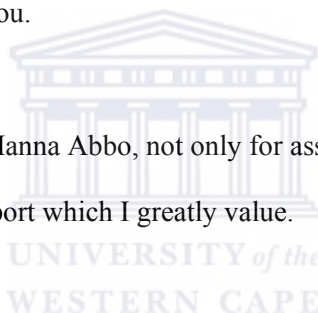 ou.
Hanna Abbo, not only for ass
port which I greatly value.
UNIVERSITY of the
WESTERN CAPE